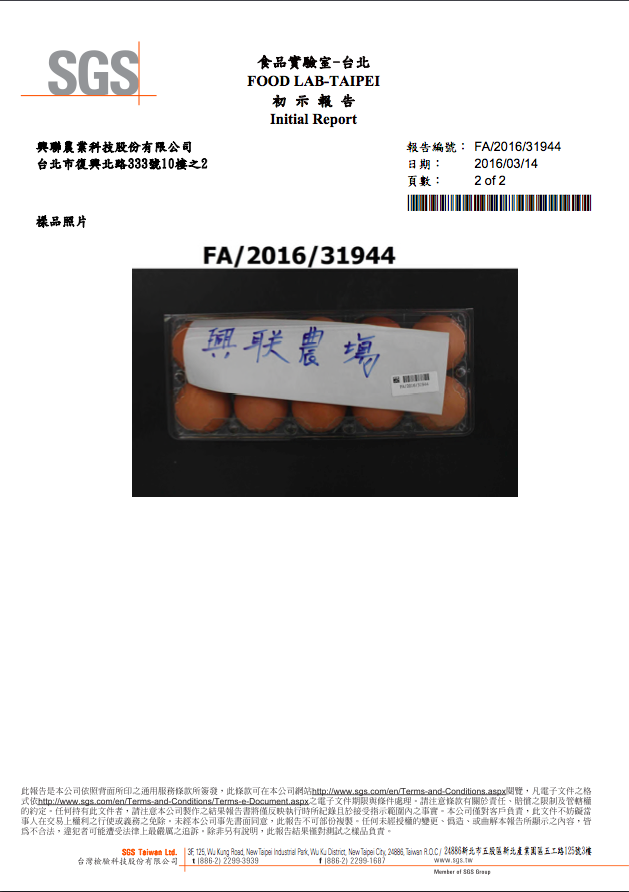 SGS
食品實驗室-台北
FOOD LAB-TAIPEI
初 示 報 告
Initial Report
興聯農業科技股份有限公司
台北市復興北路333號10樓之2
報告編號： FA/2016/31944
日期： 2016/03/14
頁數： 2 of 2
樣品照片
FA/2016/31944
興联農場
FA/2016/31944
此報告是本公司依照背面所印之通用服務條款所簽發，此條款可在本公司網站http://www.sgs.com/en/Terms-and-Conditions.aspx閱覽，凡電子文件之格
式依http://www.sgs.com/en/Terms-and-Conditions/Terms-e-Document.aspx之電子文件期限與條件處理。請注意條款有關於責任、賠償之限制及管轄權
的約定。任何持有此文件者，請注意本公司製作之結果報告書將僅反映執行時所紀錄且於接受指示範圍內之事實。本公司僅對客戶負責，此文件不妨礙當
事人在交易上權利之行使或義務之免除。未經本公司事先書面同意，此報告不可部份複製。任何未經授權的變更、偽造、或曲解本報告所顯示之內容，皆
為不合法，違犯者可能遭受法律上最嚴厲之追訴。除非另有說明，此報告結果僅對測試之樣品負責。
SGS Taiwan Ltd. 3F, 125, Wu Kung Road, New Taipei Industrial Park, Wu Ku District, New Taipei City, 24886, Taiwan R.O.C./ 24886新北市五股區新北產業園區五工路125號3樓
台灣檢驗科技股份有限公司 t (886-2) 2299-3939 f (886-2) 2299-1687 www.sgs.tw
Member of SGS Group